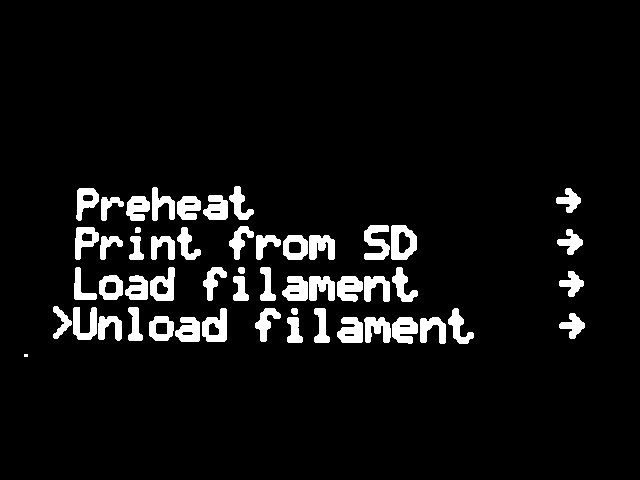 Preheat →
Print from SD →
Load filament →
>Unload filament →